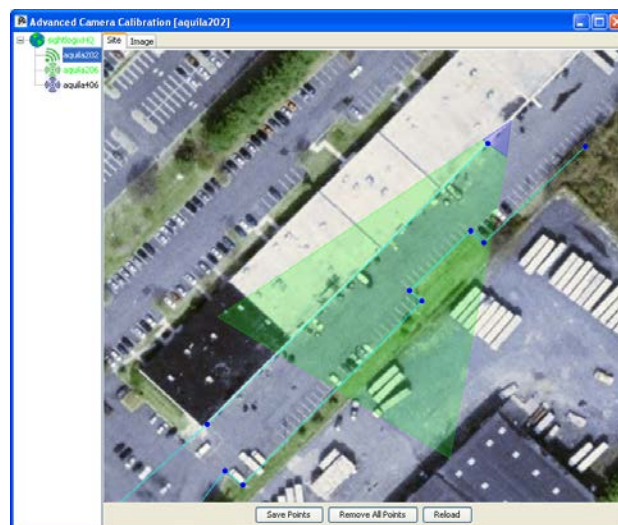 Advanced Camera Calibration [aquila202]
sightlogixHQ
aquila202
aquila206
aquila406
Site
Image
Save Points
Remove All Points
Reload